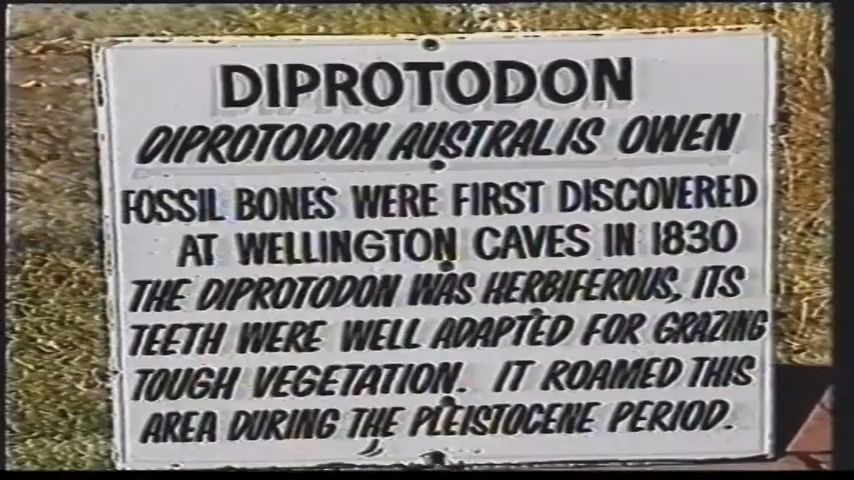 DIPROTODON
DIPROTODON AUSTRALIS OWEN
FOSSIL BONES WERE FIRST DISCOVERED
AT WELLINGTON CAVES IN 1830
THE DIPROTODON WAS HERBIFEROUS, ITS
TEETH WERE WELL ADAPTED FOR GRAZING
TOUGH VEGETATION. IT ROAMED THIS
AREA DURING THE PLEISTOCENE PERIOD.